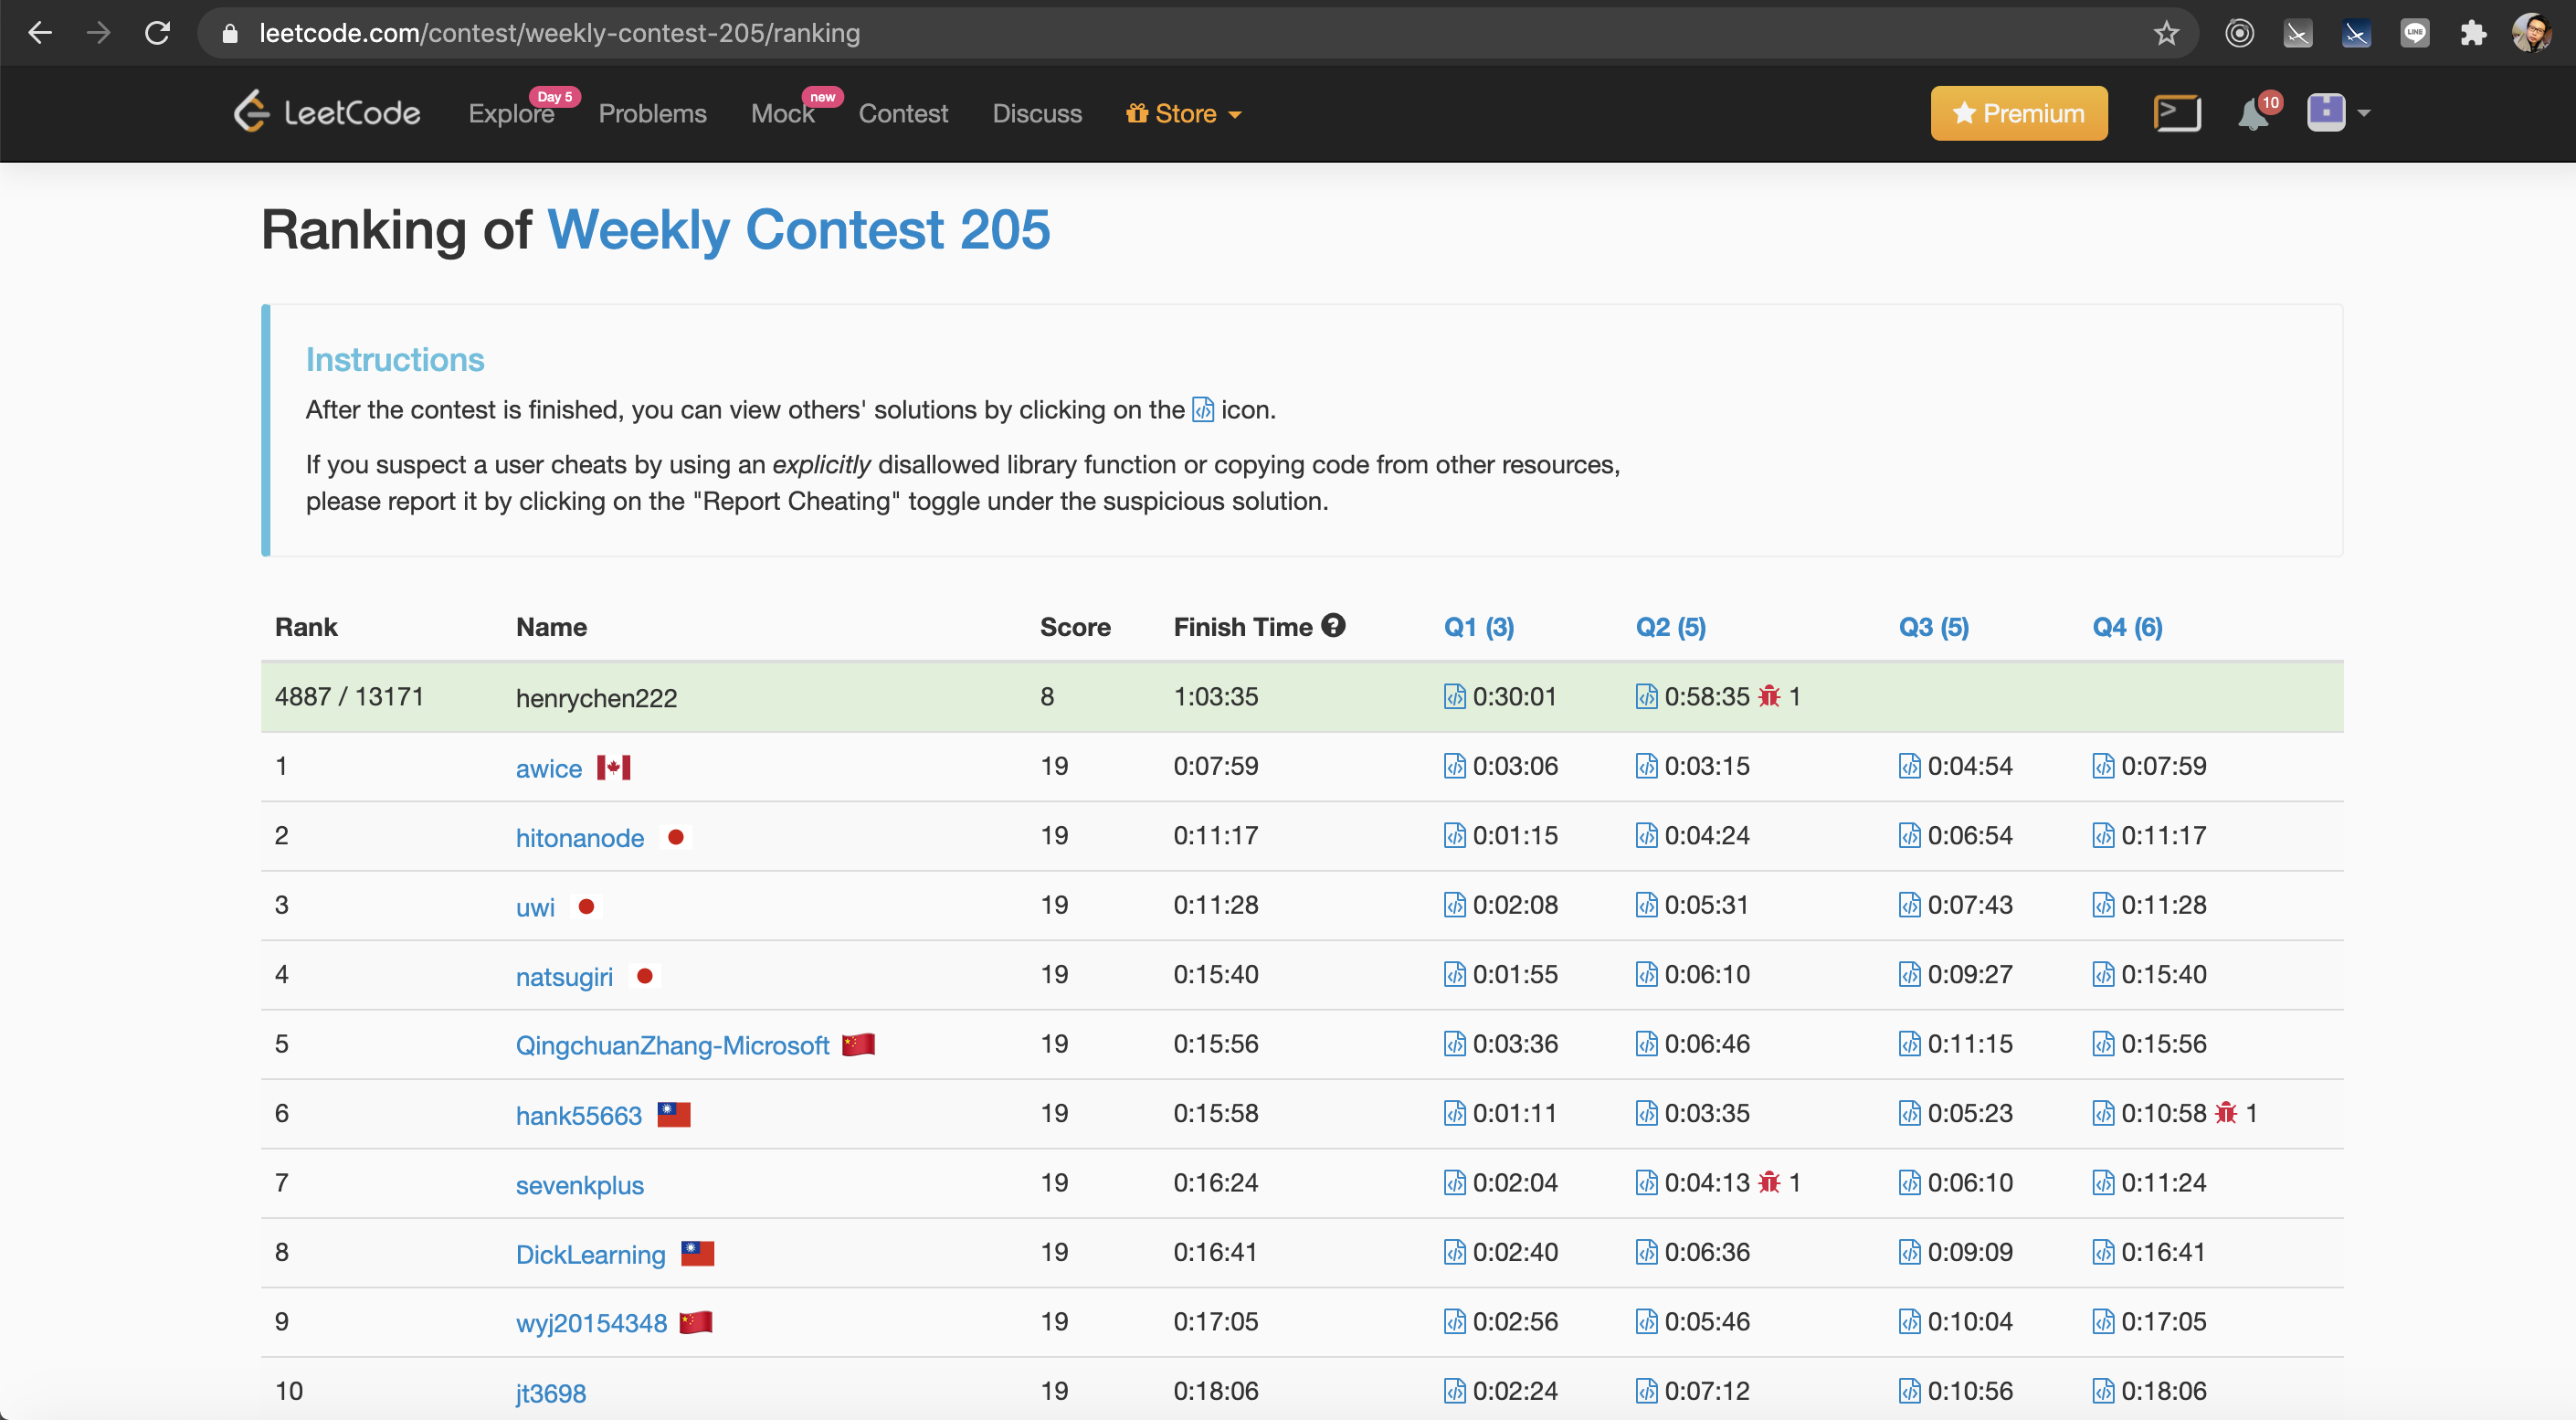 leetcode.com/contest/weekly-contest-205/ranking
LINE
LeetCode Explore Day 5 Problems Mock new Contest Discuss Store Premium 10
Ranking of Weekly Contest 205
Instructions
After the contest is finished, you can view others' solutions by clicking on the icon.
If you suspect a user cheats by using an explicitly disallowed library function or copying code from other resources,
please report it by clicking on the "Report Cheating" toggle under the suspicious solution.
Rank Name Score Finish Time Q1 (3) Q2 (5) Q3 (5) Q4 (6)
4887 / 13171 henrychen222 8 1:03:35 0:30:01 0:58:35 1
1 awice 19 0:07:59 0:03:06 0:03:15 0:04:54 0:07:59
2 hitonanode 19 0:11:17 0:01:15 0:04:24 0:06:54 0:11:17
3 uwi 19 0:11:28 0:02:08 0:05:31 0:07:43 0:11:28
4 natsugiri 19 0:15:40 0:01:55 0:06:10 0:09:27 0:15:40
5 QingchuanZhang-Microsoft 19 0:15:56 0:03:36 0:06:46 0:11:15 0:15:56
6 hank55663 19 0:15:58 0:01:11 0:03:35 0:05:23 0:10:58 1
7 sevenkplus 19 0:16:24 0:02:04 0:04:13 1 0:06:10 0:11:24
8 DickLearning 19 0:16:41 0:02:40 0:06:36 0:09:09 0:16:41
9 wyj20154348 19 0:17:05 0:02:56 0:05:46 0:10:04 0:17:05
10 jt3698 19 0:18:06 0:02:24 0:07:12 0:10:56 0:18:06